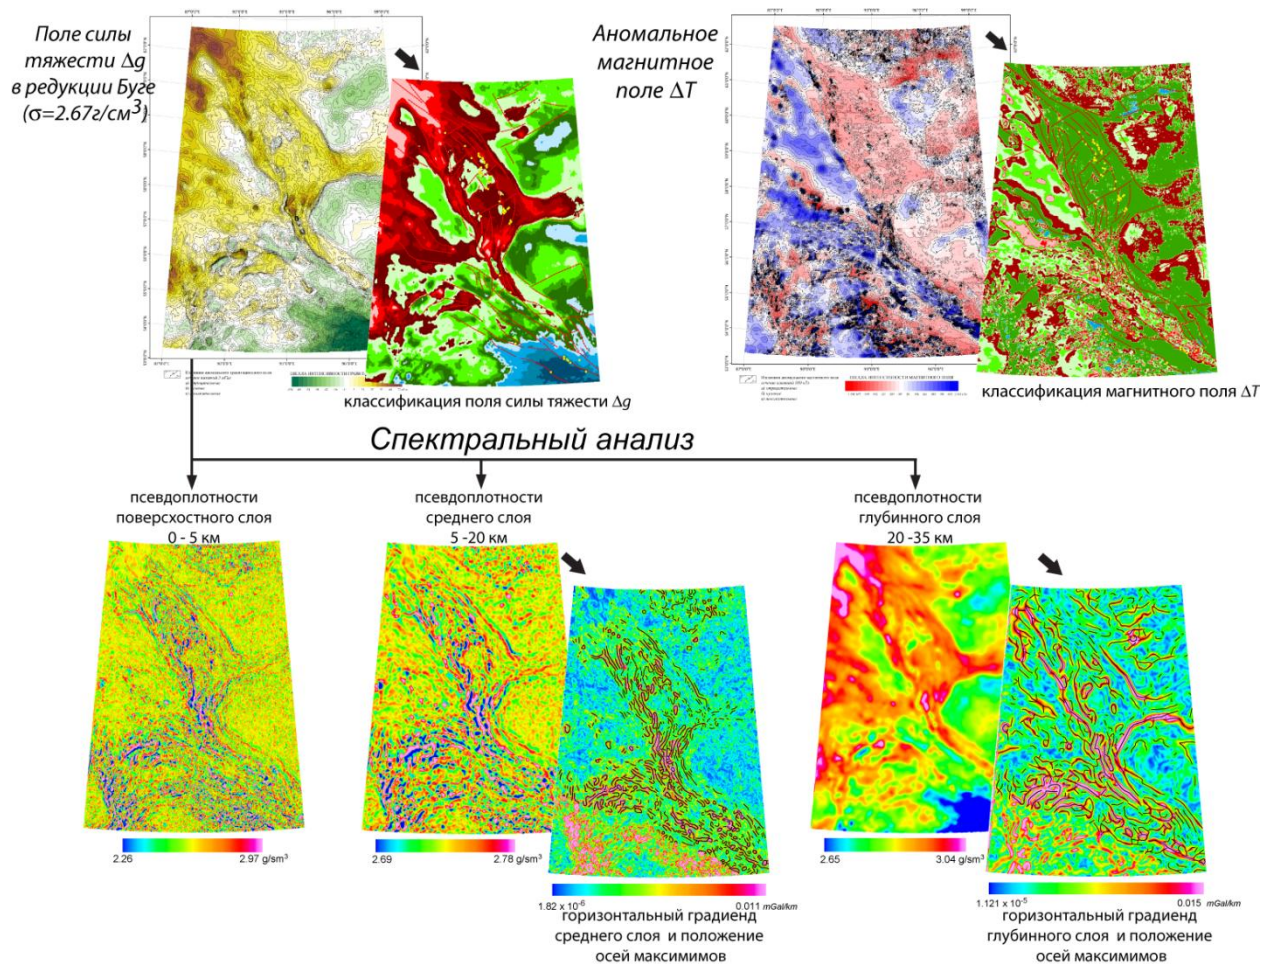 Поле силы
тяжести Δg
в редукции Буге
(σ=2.67г/см3)
Аномальное
магнитное
поле ΔT
классификация поля силы тяжести Δg
классификация магнитного поля ΔT
Спектральный анализ
псевдоплотности
поверсхостного слоя
0 - 5 км
псевдоплотности
среднего слоя
5 -20 км
псевдоплотности
глубинного слоя
20 -35 км
2.26 2.97 g/sm3
2.69 2.78 g/sm3
2.65 3.04 g/sm3
1.82 x 10-6 0.011 mGal/km
1.121 x 10-5 0.015 mGal/km
горизонтальный градиенд
среднего слоя и положение
осей максимимов
горизонтальный градиенд
глубинного слоя и положение
осей максимимов